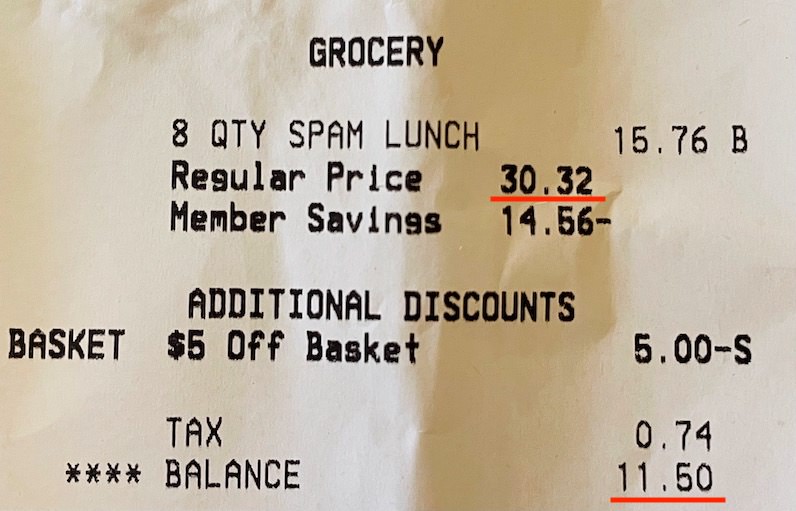 GROCERY
8 QTY SPAM LUNCH 15.76 B
Regular Price 30.32
Member Savings 14.56-
ADDITIONAL DISCOUNTS
BASKET $5 Off Basket 5.00-S
TAX 0.74
**** BALANCE 11.50